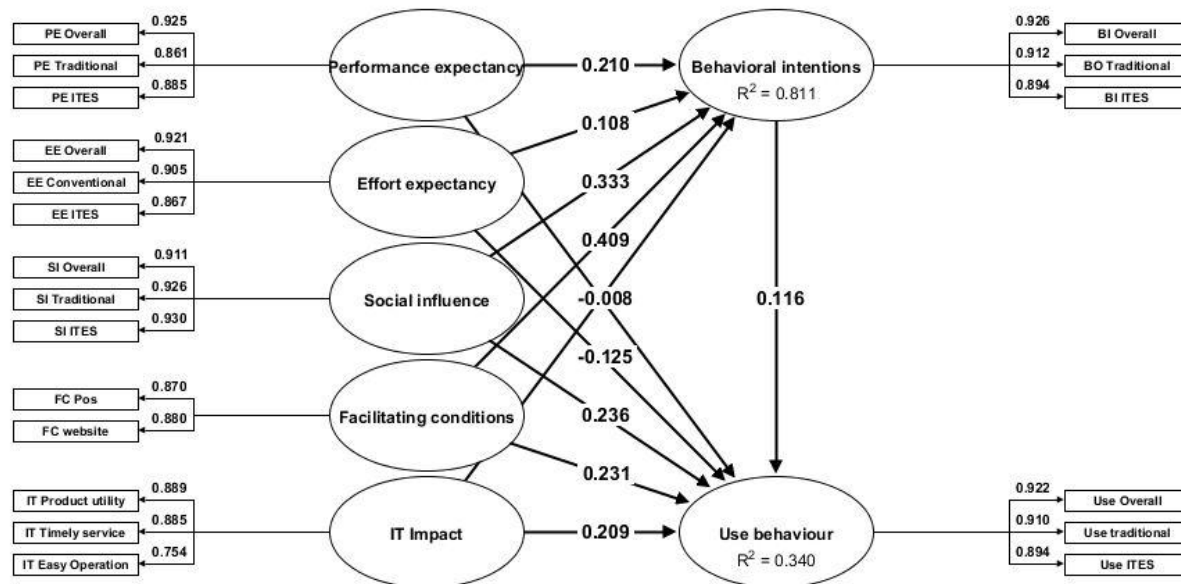 0.925
PE Overall
0.861
PE Traditional
0.885
PE ITES
0.921
EE Overall
0.905
EE Conventional
0.867
EE ITES
0.911
SI Overall
0.926
SI Traditional
0.930
SI ITES
0.870
FC Pos
0.880
FC website
0.889
IT Product utility
0.885
IT Timely service
0.754
IT Easy Operation
Performance expectancy
Effort expectancy
Social influence
Facilitating conditions
IT Impact
0.210
0.108
0.333
0.409
-0.008
-0.125
0.236
0.231
0.209
Behavioral intentions
R² = 0.811
0.116
Use behaviour
R² = 0.340
0.926
BI Overall
0.912
BO Traditional
0.894
BI ITES
0.922
Use Overall
0.910
Use traditional
0.894
Use ITES